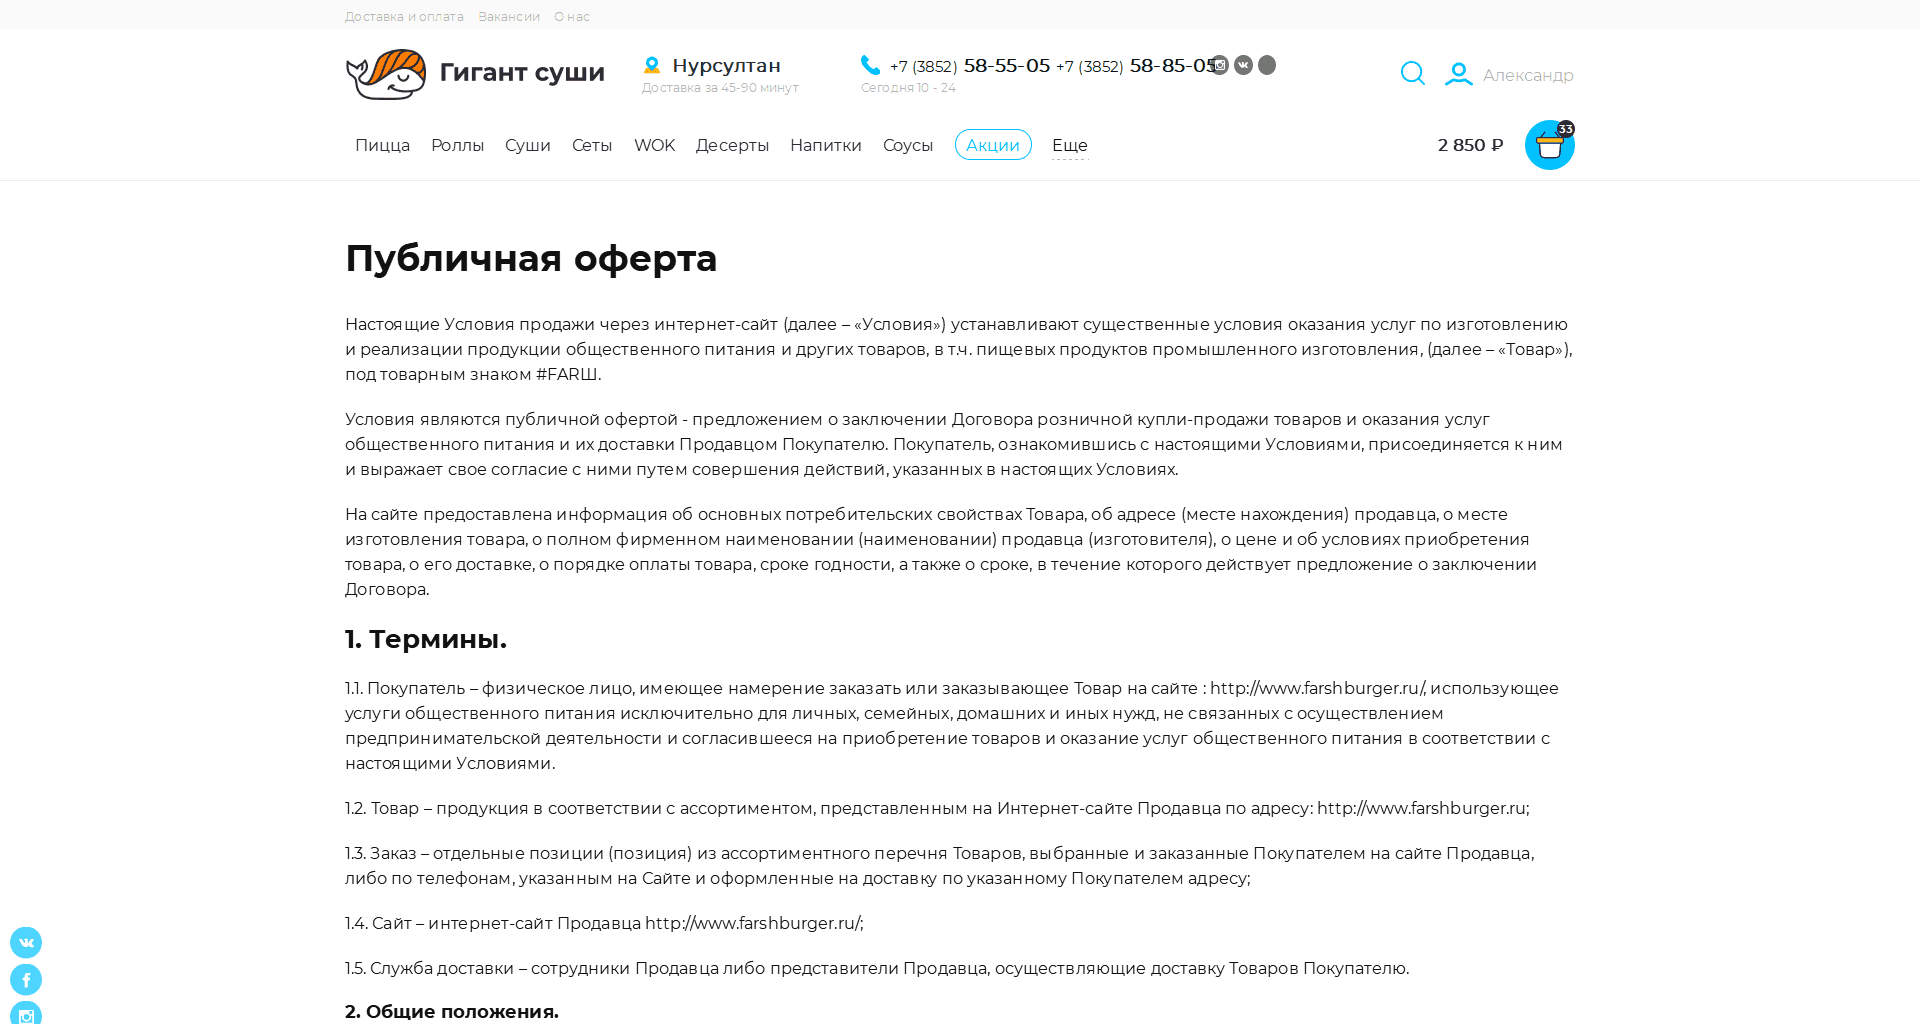 Доставка и оплата Вакансии О нас
Гигант суши
Нурсултан
Доставка за 45-90 минут
+7 (3852) 58-55-05 +7 (3852) 58-85-05
Сегодня 10 - 24
Александр
Пицца Роллы Суши Сеты WOK Десерты Напитки Соусы Акции Еще
2 850 ₽
33
Публичная оферта
Настоящие Условия продажи через интернет-сайт (далее – «Условия») устанавливают существенные условия оказания услуг по изготовлению
и реализации продукции общественного питания и других товаров, в т.ч. пищевых продуктов промышленного изготовления, (далее – «Товар»),
под товарным знаком #FARШ.
Условия являются публичной офертой - предложением о заключении Договора розничной купли-продажи товаров и оказания услуг
общественного питания и их доставки Продавцом Покупателю. Покупатель, ознакомившись с настоящими Условиями, присоединяется к ним
и выражает свое согласие с ними путем совершения действий, указанных в настоящих Условиях.
На сайте предоставлена информация об основных потребительских свойствах Товара, об адресе (месте нахождения) продавца, о месте
изготовления товара, о полном фирменном наименовании (наименовании) продавца (изготовителя), о цене и об условиях приобретения
товара, о его доставке, о порядке оплаты товара, сроке годности, а также о сроке, в течение которого действует предложение о заключении
Договора.
1. Термины.
1.1. Покупатель – физическое лицо, имеющее намерение заказать или заказывающее Товар на сайте : http://www.farshburger.ru/, использующее
услуги общественного питания исключительно для личных, семейных, домашних и иных нужд, не связанных с осуществлением
предпринимательской деятельности и согласившееся на приобретение товаров и оказание услуг общественного питания в соответствии с
настоящими Условиями.
1.2. Товар – продукция в соответствии с ассортиментом, представленным на Интернет-сайте Продавца по адресу: http://www.farshburger.ru;
1.3. Заказ – отдельные позиции (позиция) из ассортиментного перечня Товаров, выбранные и заказанные Покупателем на сайте Продавца,
либо по телефонам, указанным на Сайте и оформленные на доставку по указанному Покупателем адресу;
1.4. Сайт – интернет-сайт Продавца http://www.farshburger.ru/;
1.5. Служба доставки – сотрудники Продавца либо представители Продавца, осуществляющие доставку Товаров Покупателю.
2. Общие положения.